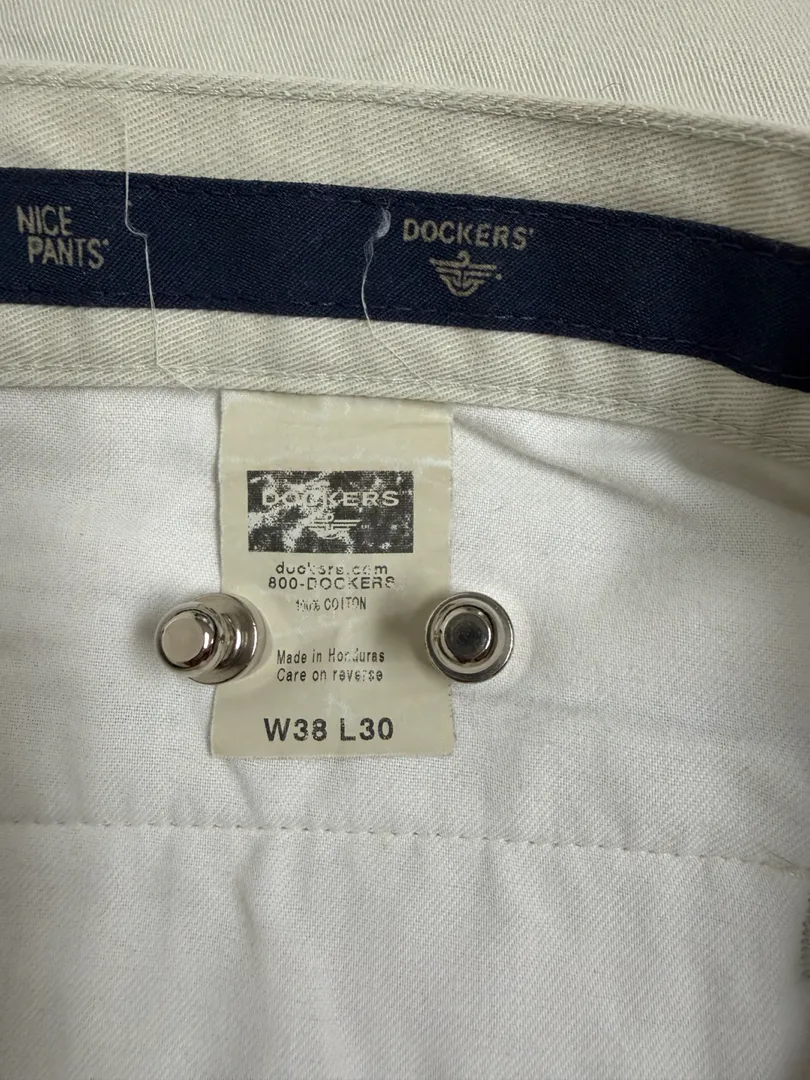 NICE
PANTS®
DOCKERS®
DOCKERS
dockers.com
800-DOCKERS
100% COTTON
Made in Honduras
Care on reverse
W38 L30